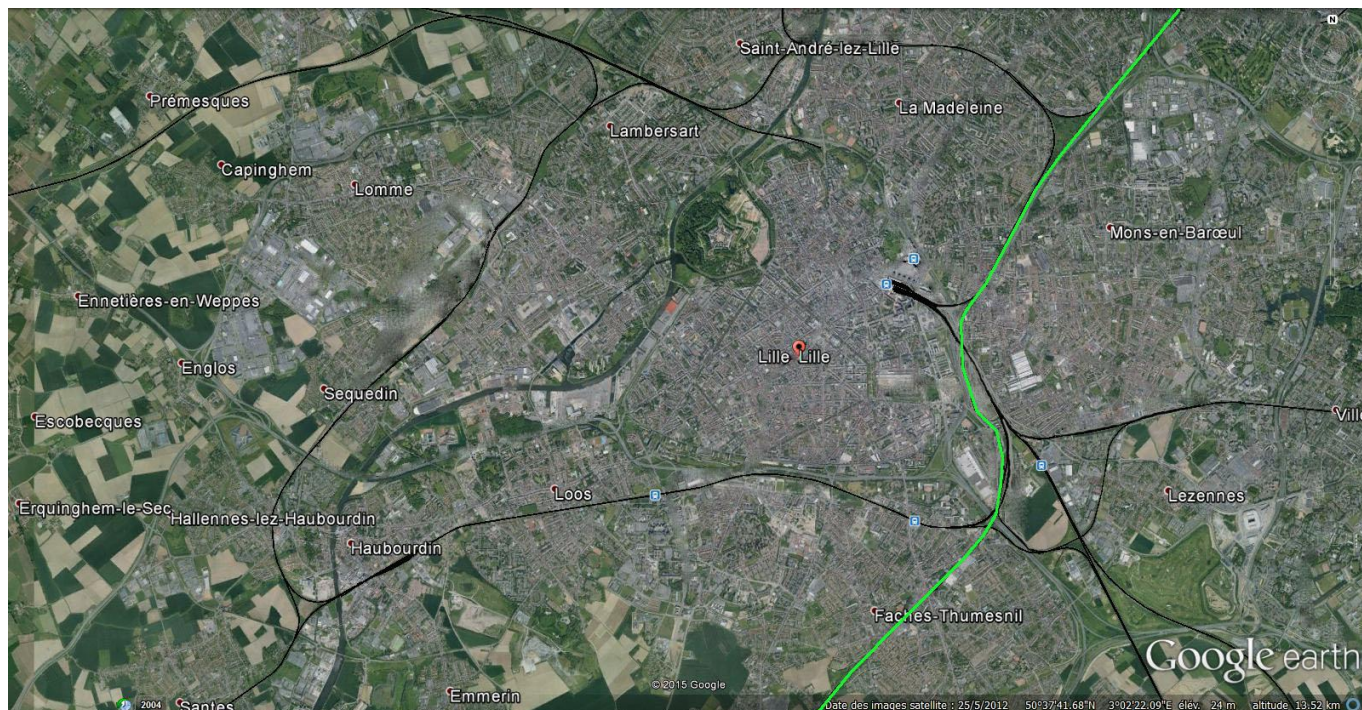 N
Saint-André-lez-Lille
Prémesques
La Madeleine
Lambersart
Capinghem
Lomme
Mons-en-Barœul
Ennetières-en-Weppes
Lille Lille
Englos
Sequedin
Escobecques
Ville
Loos
Lezennes
Erquinghem-le-Sec
Hallennes-lez-Haubourdin
Haubourdin
Faches-Thumesnil
Google earth
© 2015 Google
Emmerin
Santes
2004
Date des images satellite : 25/5/2012 50°37'41.68"N 3°02'22.09"E élév. 24 m altitude 13.52 km